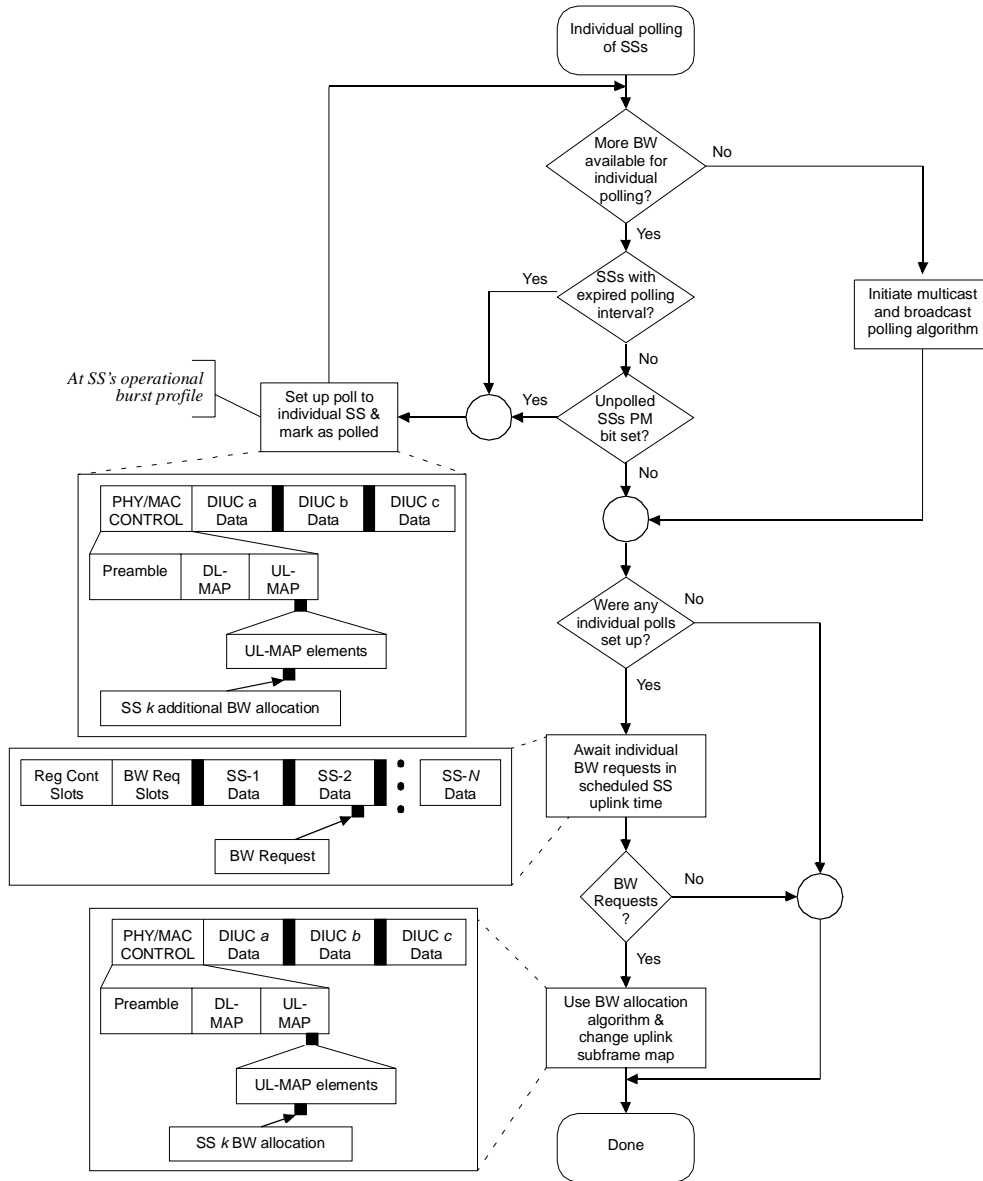 Individual polling
of SSs
More BW
available for
individual
polling?
No
Yes
SSs with
expired polling
interval?
Yes
No
Initiate multicast
and broadcast
polling algorithm
At SS's operational
burst profile
Set up poll to
individual SS &
mark as polled
Yes
Unpolled
SSs PM
bit set?
No
PHY/MAC
CONTROL
DIUC a
Data
DIUC b
Data
DIUC c
Data
Preamble
DL-
MAP
UL-
MAP
UL-MAP elements
SS k additional BW allocation
Were any
individual polls
set up?
No
Yes
Await individual
BW requests in
scheduled SS
uplink time
Reg Cont
Slots
BW Req
Slots
SS-1
Data
SS-2
Data
SS-N
Data
BW Request
BW
Requests
?
No
Yes
PHY/MAC
CONTROL
DIUC a
Data
DIUC b
Data
DIUC c
Data
Preamble
DL-
MAP
UL-
MAP
UL-MAP elements
SS k BW allocation
Use BW allocation
algorithm &
change uplink
subframe map
Done